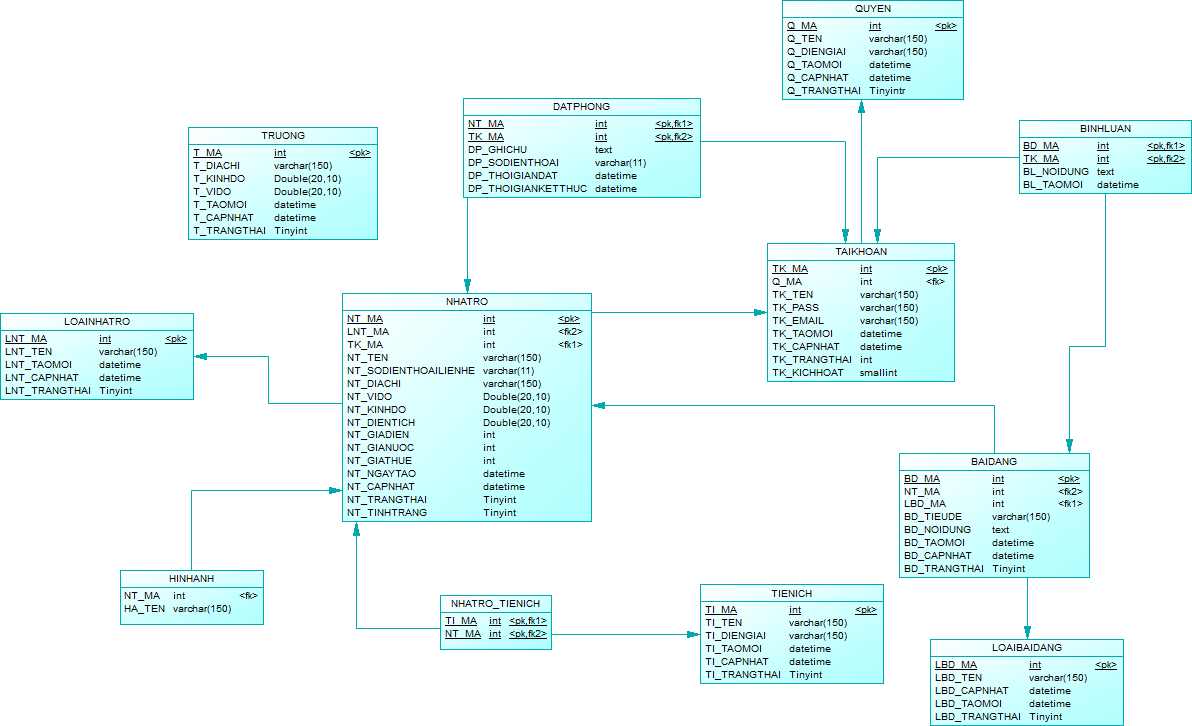 QUYEN
Q_MA int <pk>
Q_TEN varchar(150)
Q_DIENGIAI varchar(150)
Q_TAOMOI datetime
Q_CAPNHAT datetime
Q_TRANGTHAI Tinyintr
DATPHONG
NT_MA int <pk,fk1>
TK_MA int <pk,fk2>
DP_GHICHU text
DP_SODIENTHOAI varchar(11)
DP_THOIGIANDAT datetime
DP_THOIGIANKETTHUC datetime
BINHLUAN
BD_MA int <pk,fk1>
TK_MA int <pk,fk2>
BL_NOIDUNG text
BL_TAOMOI datetime
TRUONG
T_MA int <pk>
T_DIACHI varchar(150)
T_KINHDO Double(20,10)
T_VIDO Double(20,10)
T_TAOMOI datetime
T_CAPNHAT datetime
T_TRANGTHAI Tinyint
TAIKHOAN
TK_MA int <pk>
Q_MA int <fk>
TK_TEN varchar(150)
TK_PASS varchar(150)
TK_EMAIL varchar(150)
TK_TAOMOI datetime
TK_CAPNHAT datetime
TK_TRANGTHAI int
TK_KICHHOAT smallint
NHATRO
NT_MA int <pk>
LNT_MA int <fk2>
TK_MA int <fk1>
NT_TEN varchar(150)
NT_SODIENTHOAILIENHE varchar(11)
NT_DIACHI varchar(150)
NT_VIDO Double(20,10)
NT_KINHDO Double(20,10)
NT_DIENTICH Double(20,10)
NT_GIADIEN int
NT_GIANUOC int
NT_GIATHUE int
NT_NGAYTAO datetime
NT_CAPNHAT datetime
NT_TRANGTHAI Tinyint
NT_TINHTRANG Tinyint
LOAINHATRO
LNT_MA int <pk>
LNT_TEN varchar(150)
LNT_TAOMOI datetime
LNT_CAPNHAT datetime
LNT_TRANGTHAI Tinyint
BAIDANG
BD_MA int <pk>
NT_MA int <fk2>
LBD_MA int <fk1>
BD_TIEUDE varchar(150)
BD_NOIDUNG text
BD_TAOMOI datetime
BD_CAPNHAT datetime
BD_TRANGTHAI Tinyint
HINHANH
NT_MA int <fk>
HA_TEN varchar(150)
NHATRO_TIENICH
TI_MA int <pk,fk1>
NT_MA int <pk,fk2>
TIENICH
TI_MA int <pk>
TI_TEN varchar(150)
TI_DIENGIAI varchar(150)
TI_TAOMOI datetime
TI_CAPNHAT datetime
TI_TRANGTHAI Tinyint
LOAIBAIDANG
LBD_MA int <pk>
LBD_TEN varchar(150)
LBD_CAPNHAT datetime
LBD_TAOMOI datetime
LBD_TRANGTHAI Tinyint